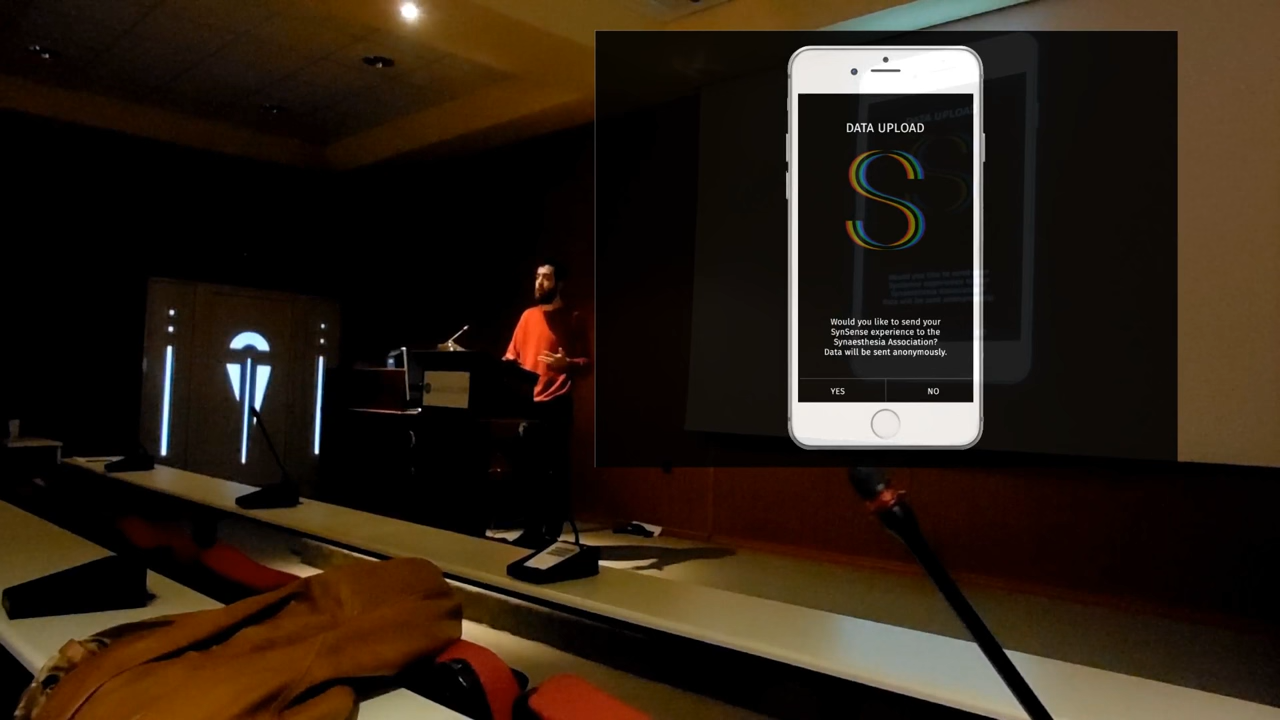 DATA UPLOAD
S
Would you like to send your
SynSense experience to the
Synaesthesia Association?
Data will be sent anonymously.
YES
NO